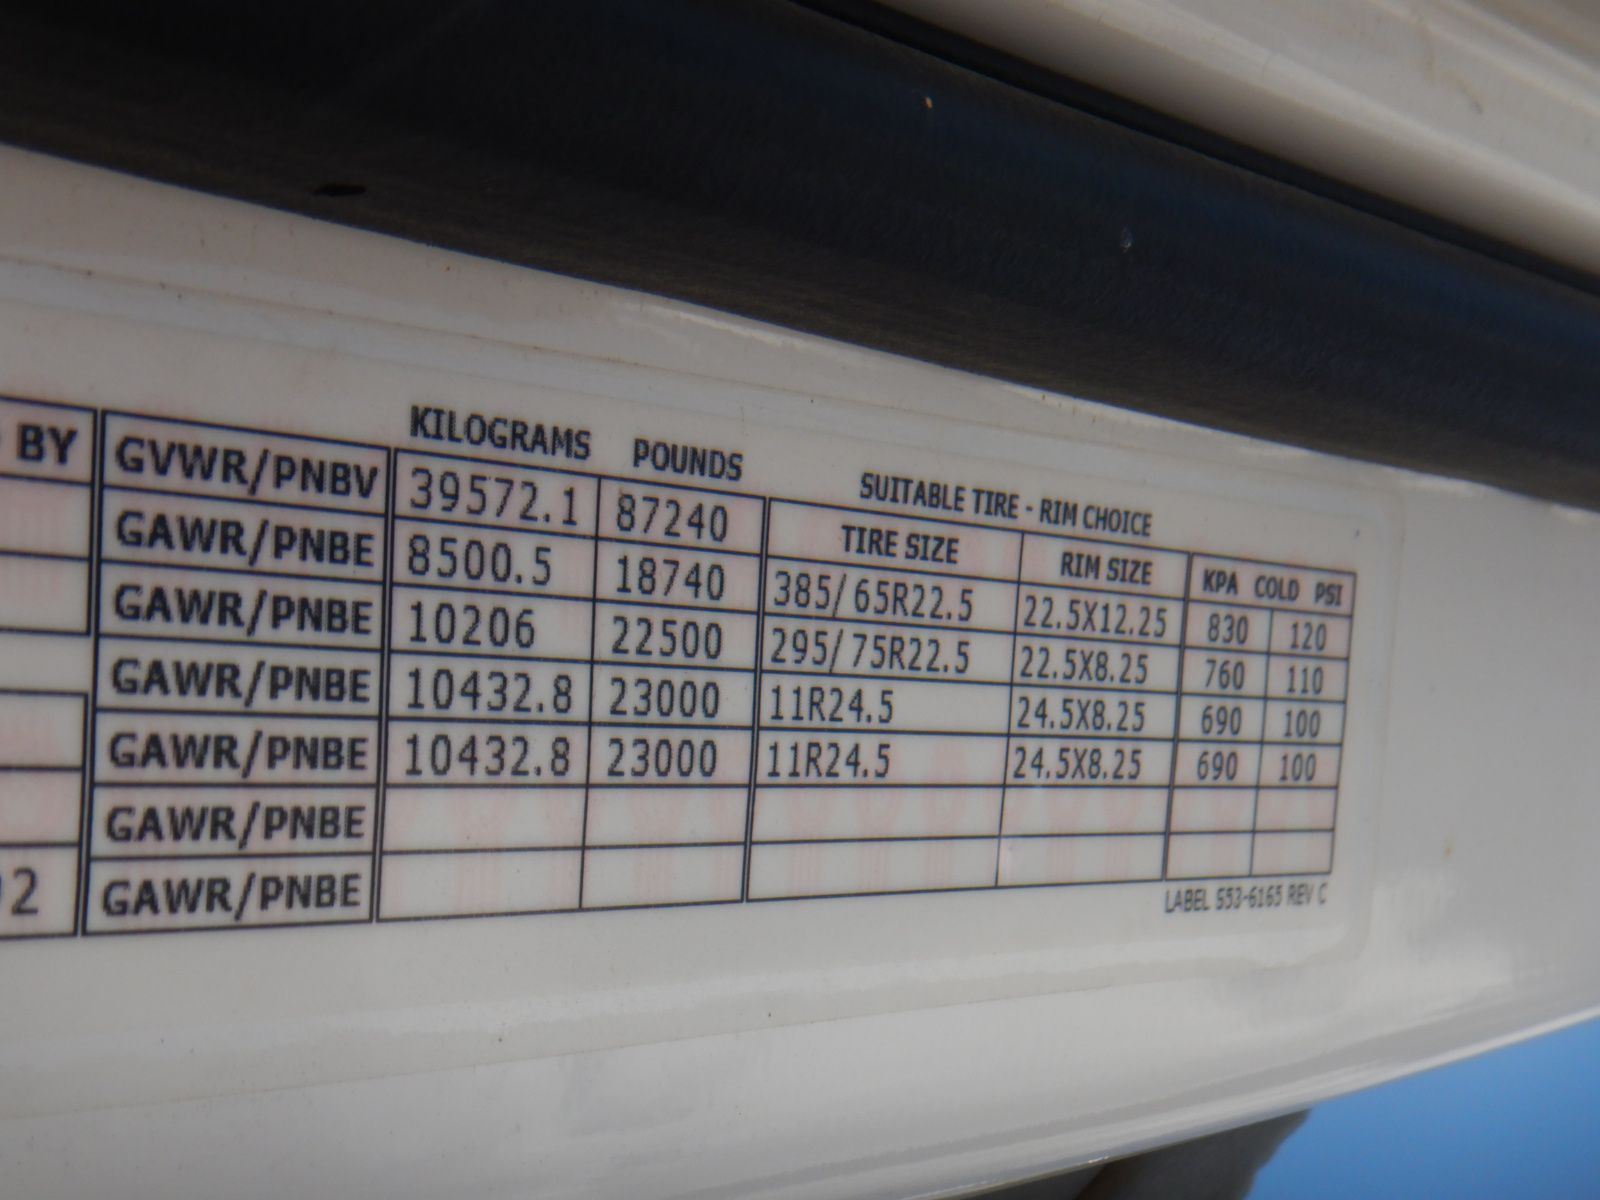 KILOGRAMS POUNDS SUITABLE TIRE - RIM CHOICE
BY GVWR/PNBV 39572.1 87240 TIRE SIZE RIM SIZE KPA COLD PSI
GAWR/PNBE 8500.5 18740 385/65R22.5 22.5X12.25 830 120
GAWR/PNBE 10206 22500 295/75R22.5 22.5X8.25 760 110
GAWR/PNBE 10432.8 23000 11R24.5 24.5X8.25 690 100
GAWR/PNBE 10432.8 23000 11R24.5 24.5X8.25 690 100
GAWR/PNBE
02 GAWR/PNBE
LABEL S53-6165 REV C